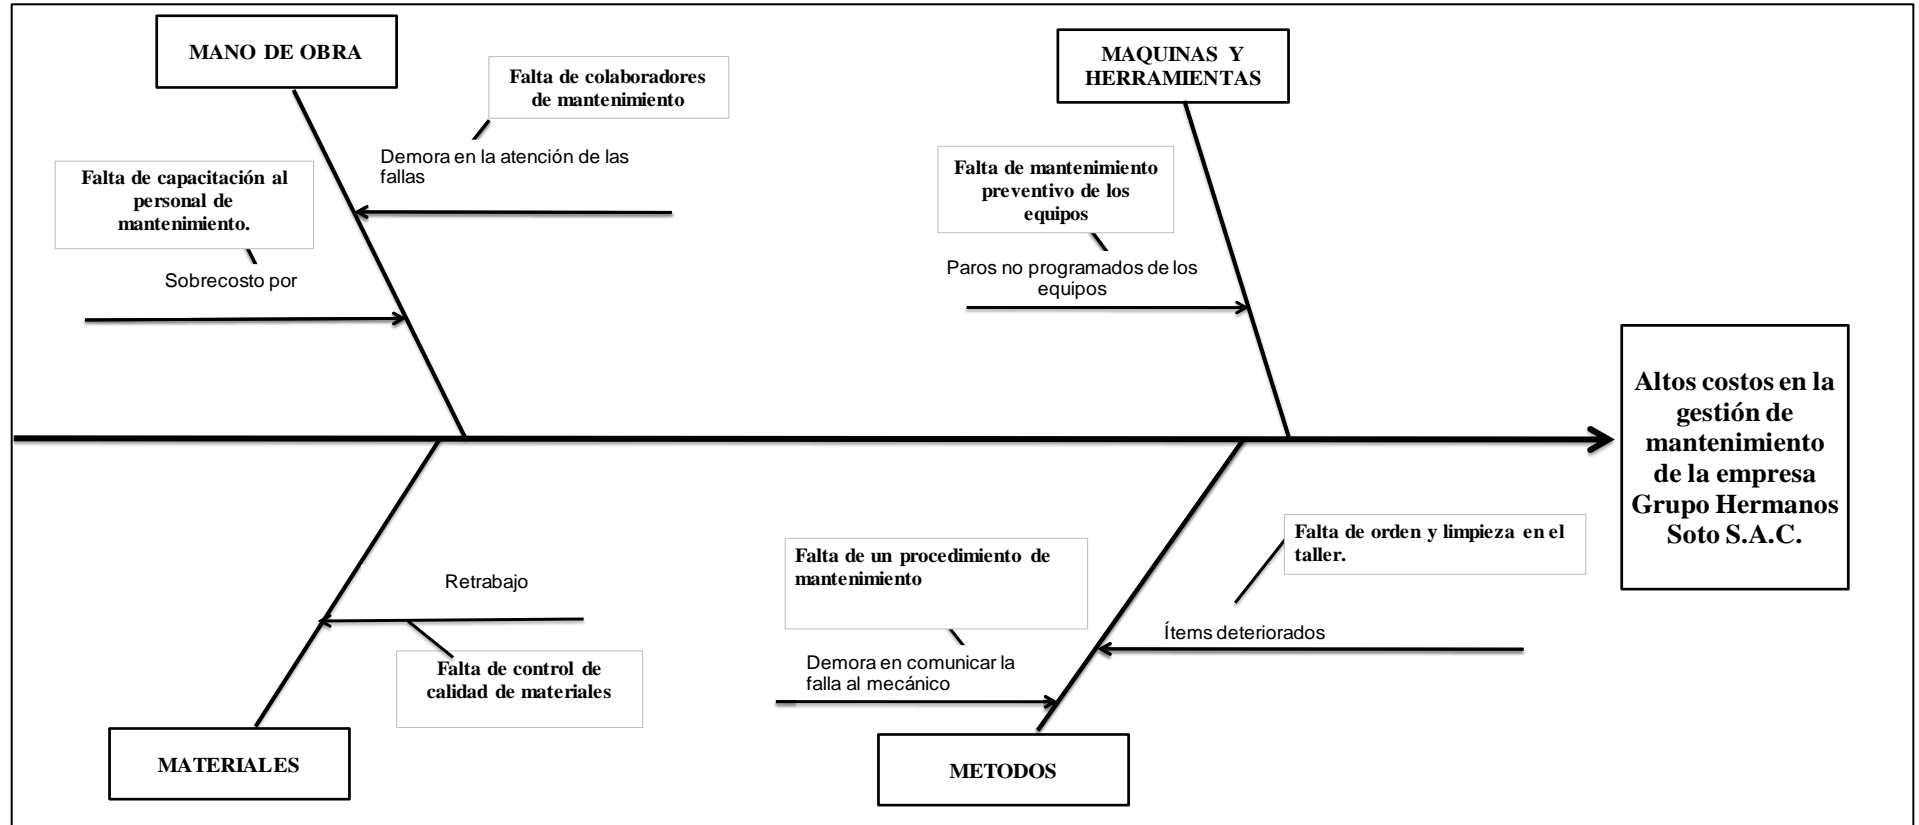 MANO DE OBRA
Falta de colaboradores
de mantenimiento
Demora en la atención de las
fallas
Falta de capacitación al
personal de
mantenimiento.
Sobrecosto por
MAQUINAS Y
HERRAMIENTAS
Falta de mantenimiento
preventivo de los
equipos
Paros no programados de los
equipos
Altos costos en la
gestión de
mantenimiento
de la empresa
Grupo Hermanos
Soto S.A.C.
Retrabajo
Falta de control de
calidad de materiales
MATERIALES
Falta de un procedimiento de
mantenimiento
Demora en comunicar la
falla al mecánico
Falta de orden y limpieza en el
taller.
Ítems deteriorados
METODOS